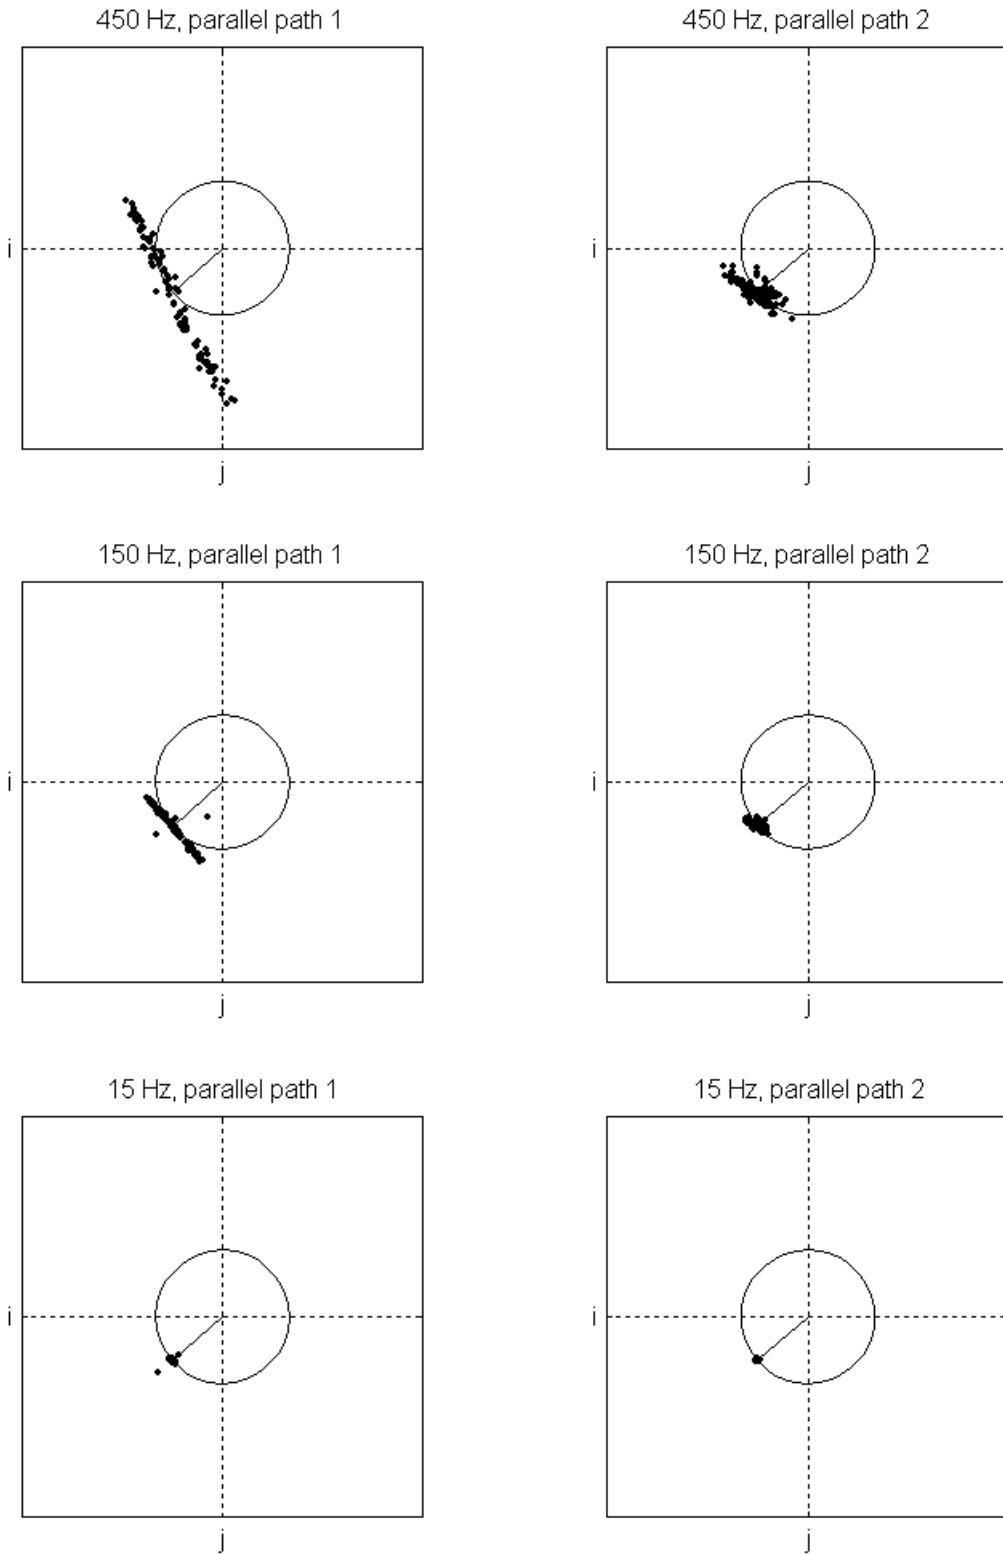 450 Hz, parallel path 1
450 Hz, parallel path 2
i
i
j
j
150 Hz, parallel path 1
150 Hz, parallel path 2
i
i
j
j
15 Hz, parallel path 1
15 Hz, parallel path 2
i
i
j
j